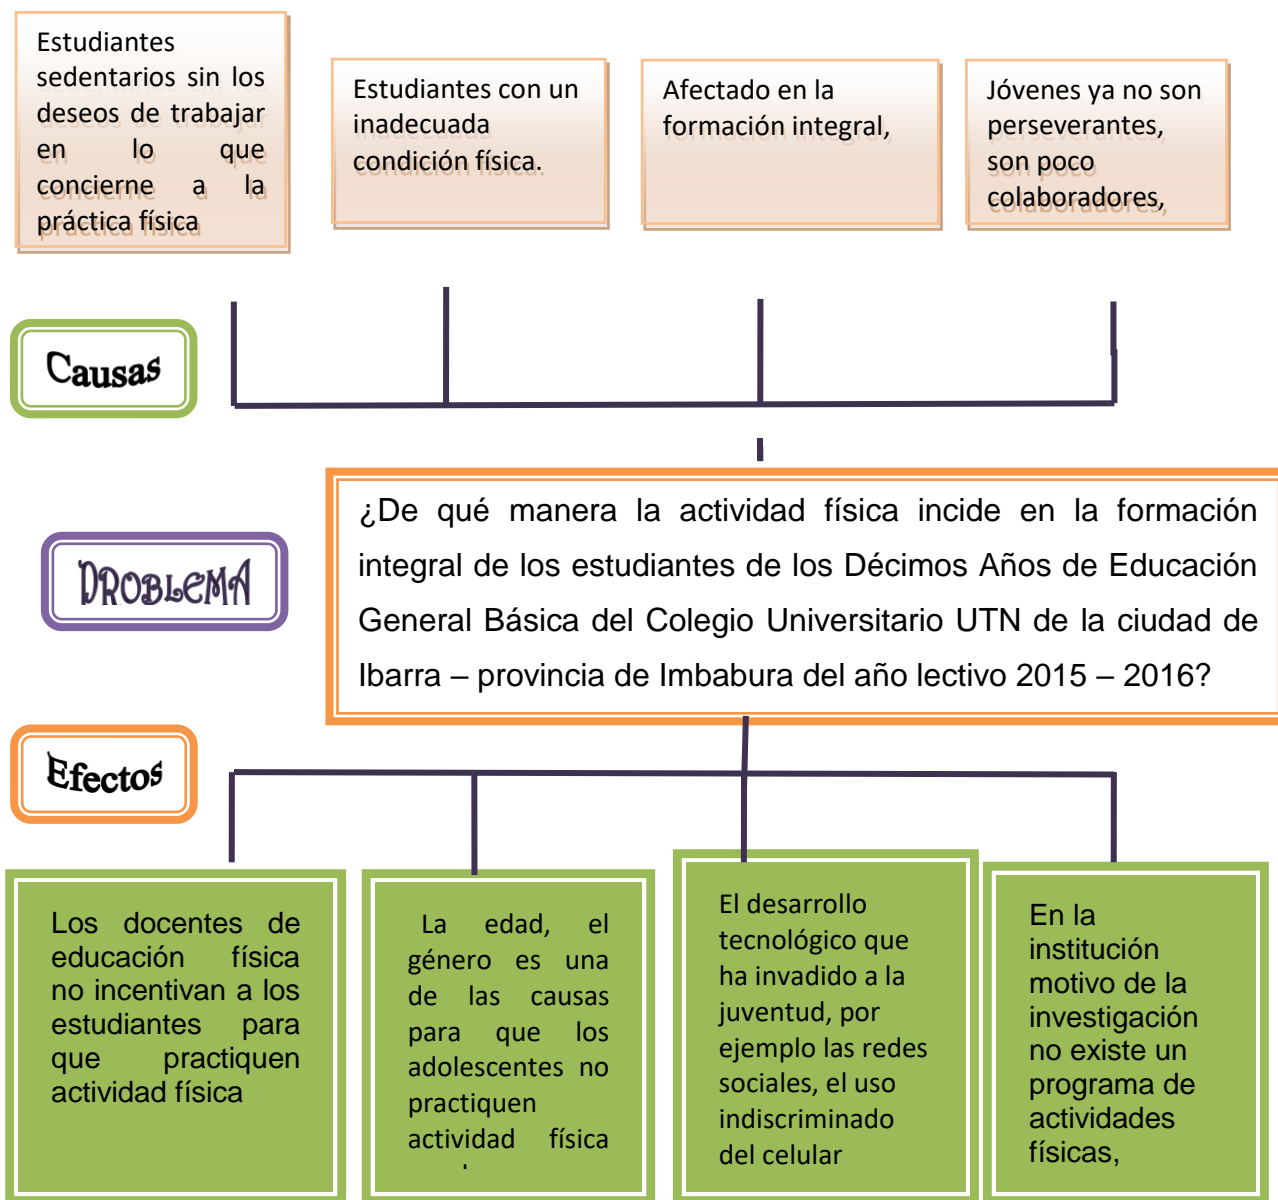 Estudiantes
sedentarios sin los
deseos de trabajar
en lo que
concierne a la
práctica física
Estudiantes con un
inadecuada
condición física.
Afectado en la
formación integral,
Jóvenes ya no son
perseverantes,
son poco
colaboradores,
Causas
¿De qué manera la actividad física incide en la formación
integral de los estudiantes de los Décimos Años de Educación
General Básica del Colegio Universitario UTN de la ciudad de
Ibarra – provincia de Imbabura del año lectivo 2015 – 2016?
PROBLEMA
Efectos
Los docentes de
educación física
no incentivan a los
estudiantes para
que practiquen
actividad física
La edad, el
género es una
de las causas
para que los
adolescentes no
practiquen
actividad física
El desarrollo
tecnológico que
ha invadido a la
juventud, por
ejemplo las redes
sociales, el uso
indiscriminado
del celular
En la
institución
motivo de la
investigación
no existe un
programa de
actividades
físicas,